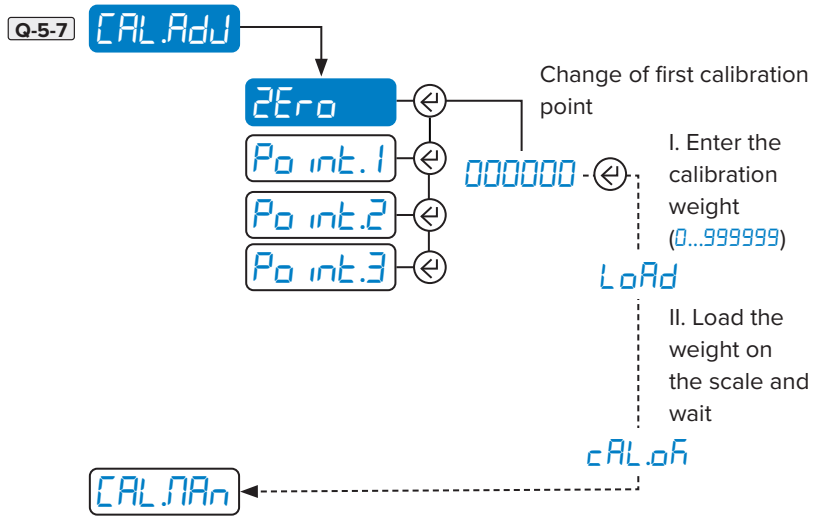 Q-5-7 CAL.AdJ
ZEro
Change of first calibration
point
Point.1
Point.2
Point.3
000000
I. Enter the
calibration
weight
(0...999999)
LoAd
II. Load the
weight on
the scale and
wait
cAL.oK
CAL.MAn